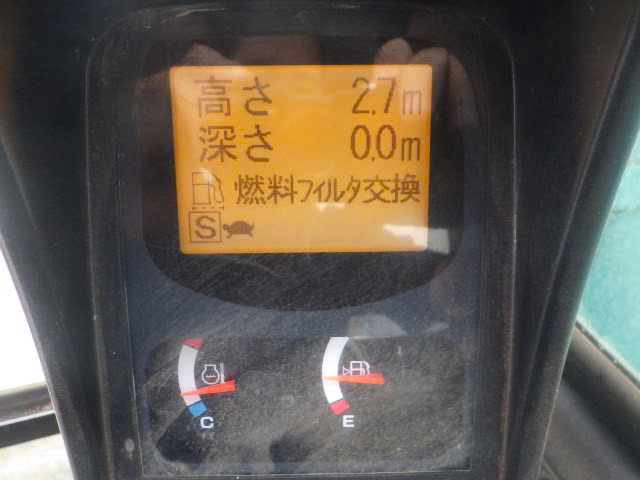 高さ 2.7m
深さ 0.0m
燃料フィルタ交換
S
C E